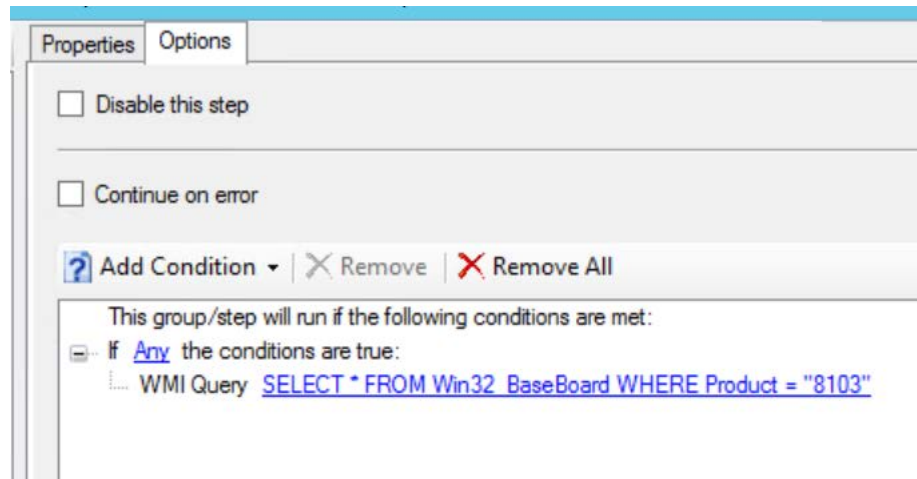 Properties Options
Disable this step
Continue on error
Add Condition Remove Remove All
This group/step will run if the following conditions are met:
If Any the conditions are true:
WMI Query SELECT * FROM Win32_BaseBoard WHERE Product = "8103"